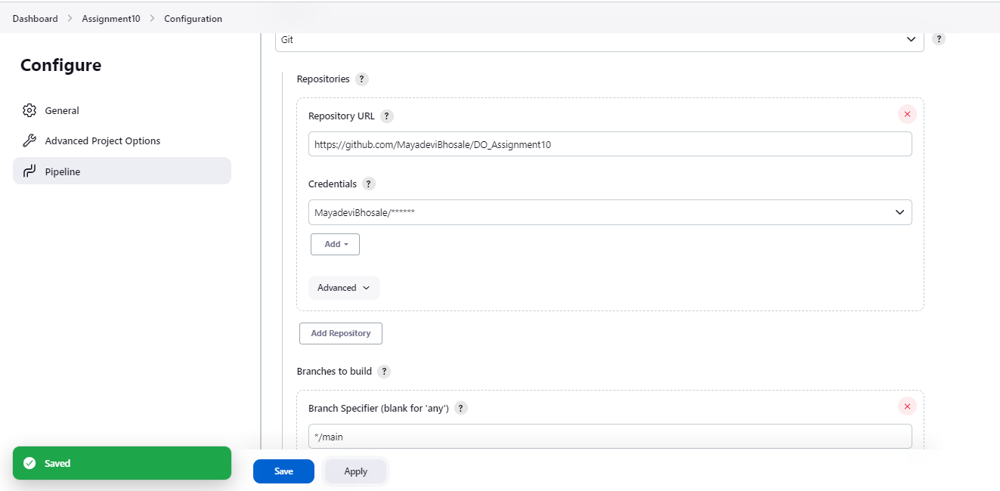 Dashboard > Assignment10 > Configuration
Configure
General
Advanced Project Options
Pipeline
Git
?
Repositories ?
Repository URL ?
https://github.com/MayadeviBhosale/DO_Assignment10
Credentials ?
MayadeviBhosale/******
Add
Advanced
Add Repository
Branches to build ?
Branch Specifier (blank for 'any') ?
*/main
Saved
Save
Apply